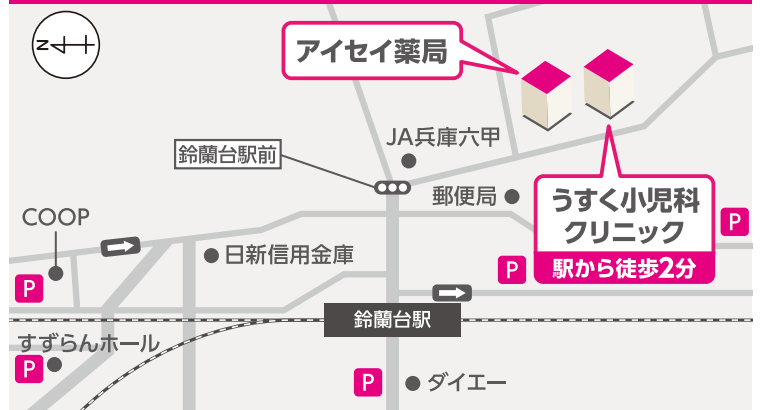 N
アイセイ薬局
JA兵庫六甲
鈴蘭台駅前
郵便局
うすく小児科
クリニック
駅から徒歩2分
COOP
P
日新信用金庫
P
P
鈴蘭台駅
すずらんホール
P
P
ダイエー